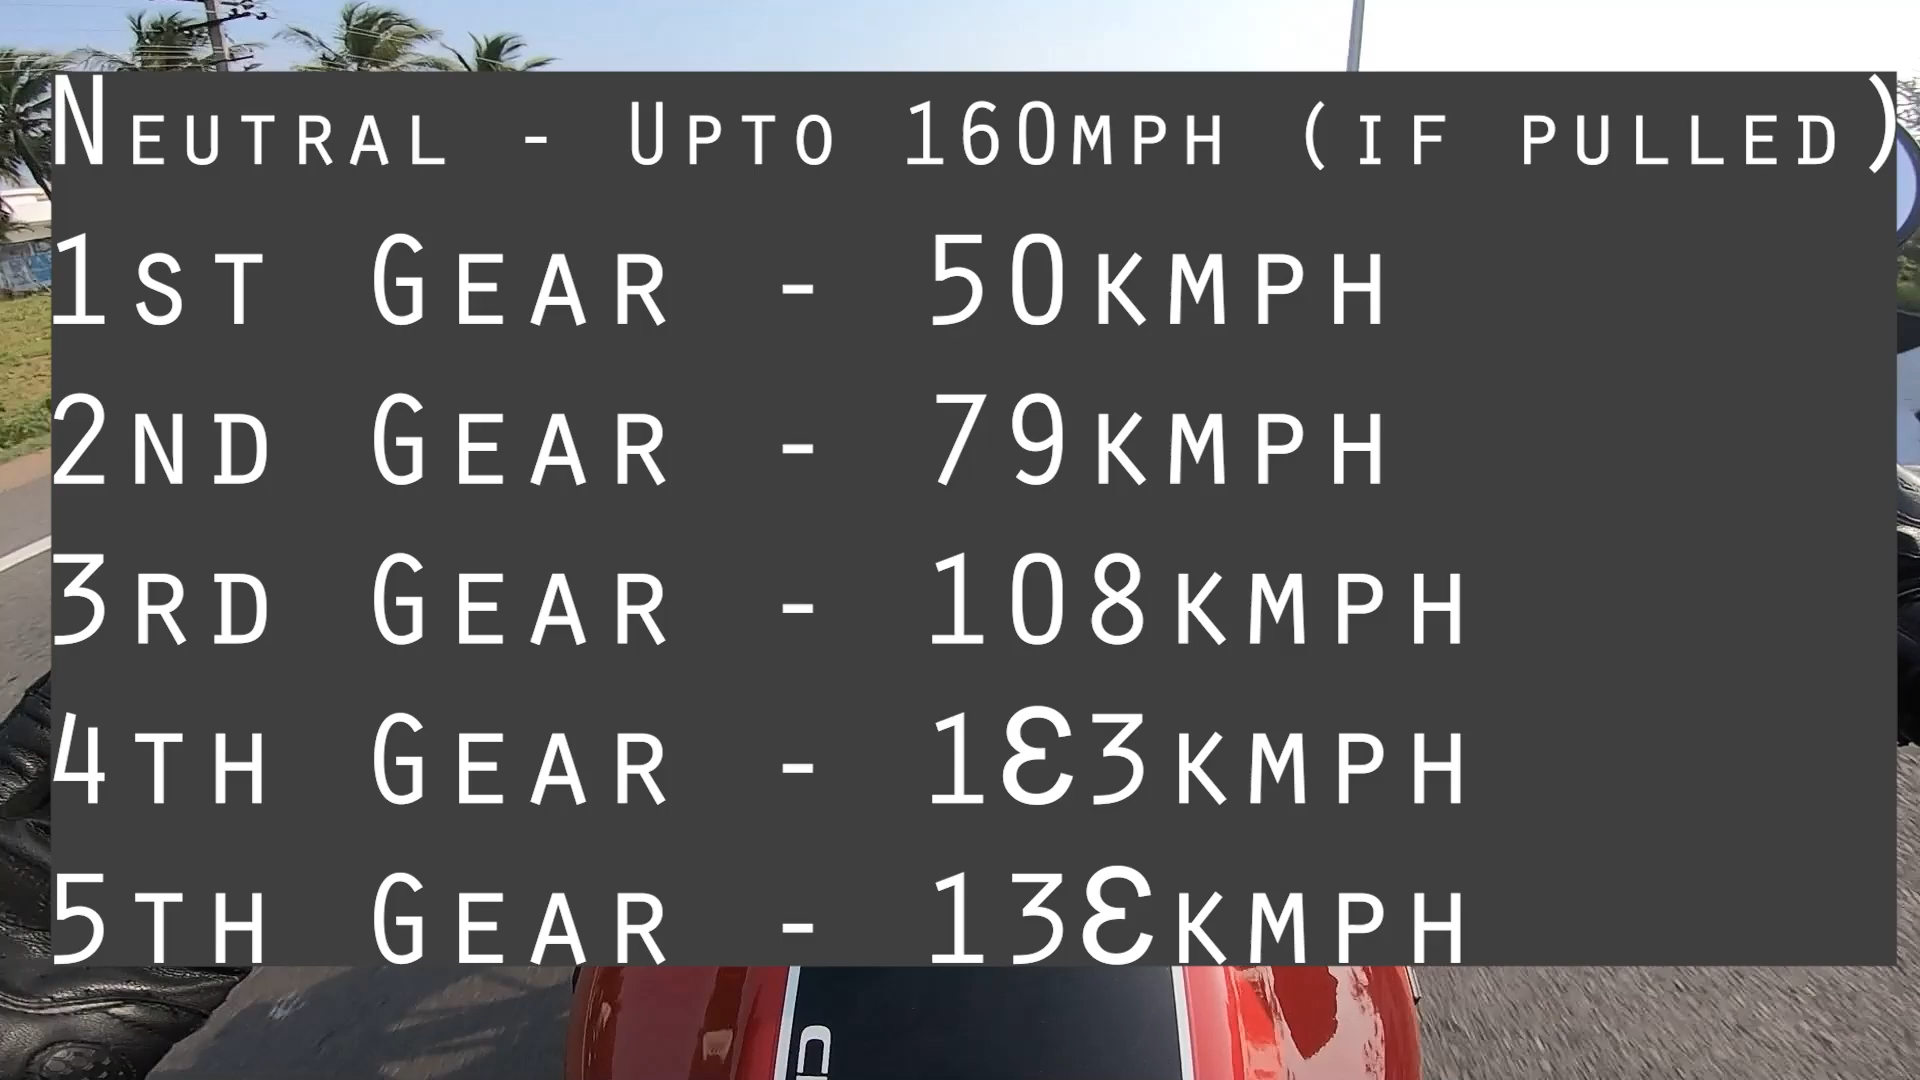 Neutral - Upto 160mph (if pulled)
1st Gear - 50kmph
2nd Gear - 79kmph
3rd Gear - 108kmph
4th Gear - 1Ɛ3kmph
5th Gear - 13Ɛkmph